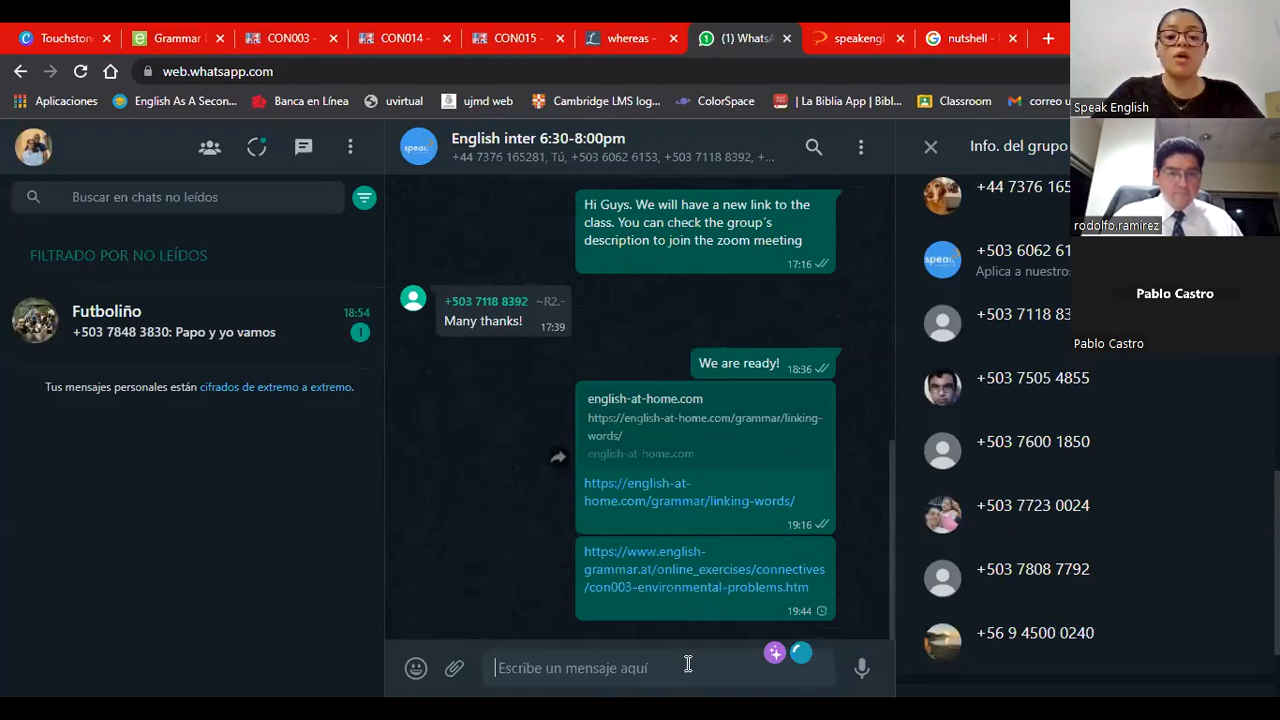 Touchstone
Grammar
CON003 -
CON014 -
CON015 -
whereas -
(1) Whats
speakengl
nutshell -
web.whatsapp.com
Aplicaciones
English As A Secon...
Banca en Línea
uvirtual
ujmd web
Cambridge LMS log...
ColorSpace
| La Biblia App | Bibl...
Classroom
correo u
Speak English
rodolfo.ramirez
Pablo Castro
Pablo Castro
Buscar en chats no leídos
FILTRADO POR NO LEÍDOS
Futboliño
18:54
+503 7848 3830: Papo y yo vamos
1
Tus mensajes personales están cifrados de extremo a extremo.
English inter 6:30-8:00pm
+44 7376 165281, Tú, +503 6062 6153, +503 7118 8392, +...
Hi Guys. We will have a new link to the
class. You can check the group´s
description to join the zoom meeting
17:16
+503 7118 8392 ~R2.-
Many thanks!
17:39
We are ready!
18:36
english-at-home.com
https://english-at-home.com/grammar/linking-
words/
english-at-home.com
https://english-at-
home.com/grammar/linking-words/
19:16
https://www.english-
grammar.at/online_exercises/connectives
/con003-environmental-problems.htm
19:44
Escribe un mensaje aquí
Info. del grupo
+44 7376 165
+503 6062 61
Aplica a nuestro
+503 7118 83
+503 7505 4855
+503 7600 1850
+503 7723 0024
+503 7808 7792
+56 9 4500 0240